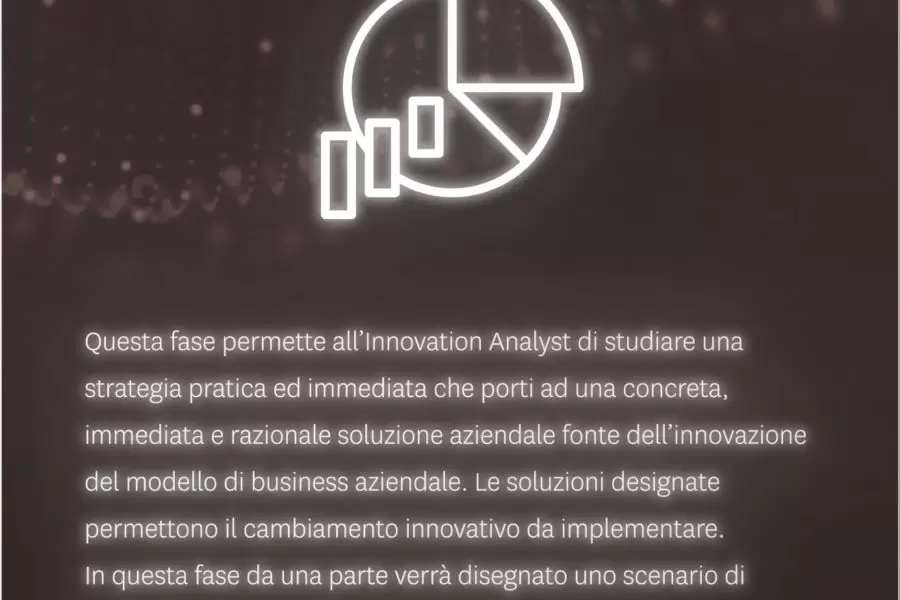 Questa fase permette all’Innovation Analyst di studiare una
strategia pratica ed immediata che porti ad una concreta,
immediata e razionale soluzione aziendale fonte dell’innovazione
del modello di business aziendale. Le soluzioni designate
permettono il cambiamento innovativo da implementare.
In questa fase da una parte verrà disegnato uno scenario di